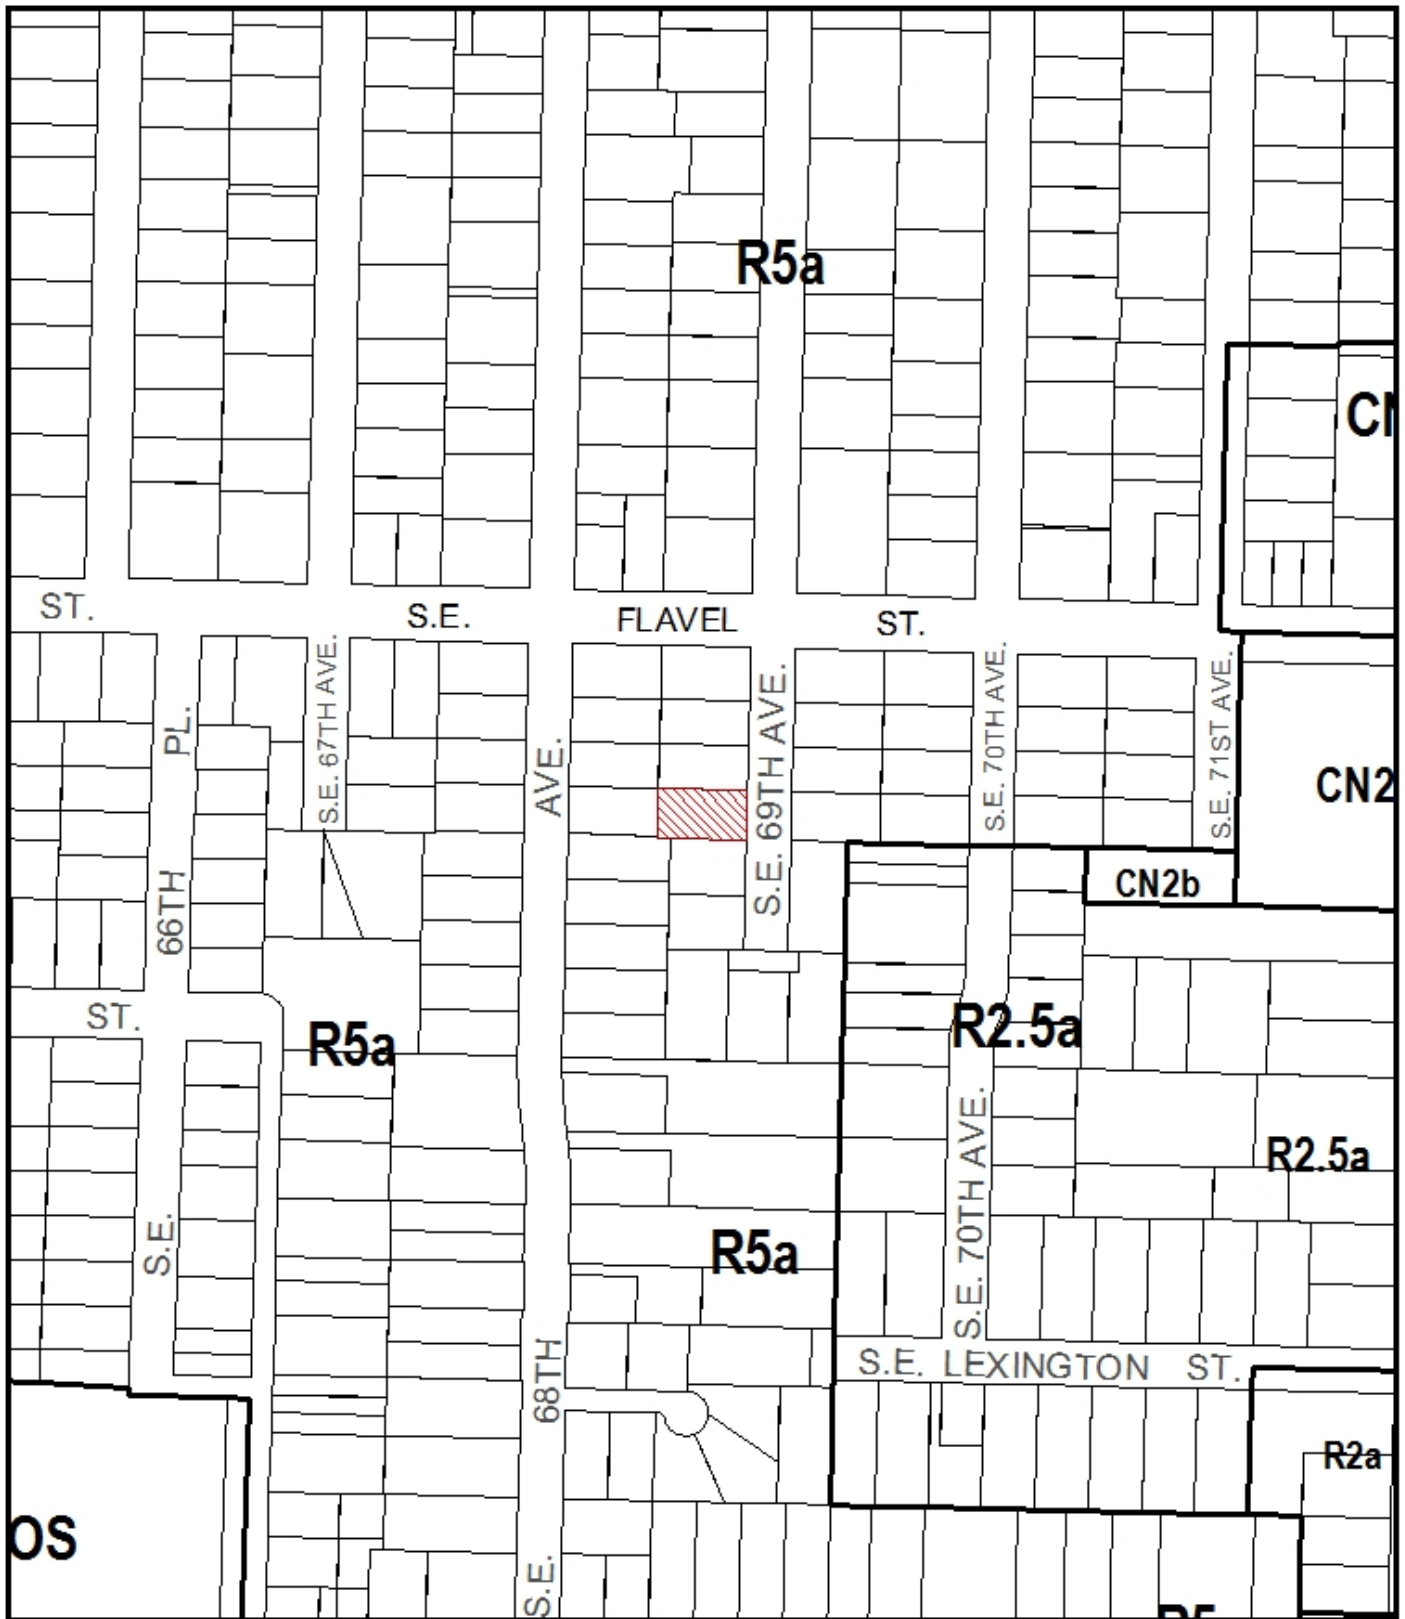 R5a
CN
ST.
S.E.
FLAVEL
ST.
S.E. 67TH AVE.
PL.
66TH
S.E.
AVE.
68TH
S.E.
S.E. 69TH AVE.
S.E. 70TH AVE.
S.E. 71ST AVE.
CN2
CN2b
ST.
R5a
R2.5a
S.E. 70TH AVE.
R2.5a
R5a
S.E. LEXINGTON ST.
R2a
OS